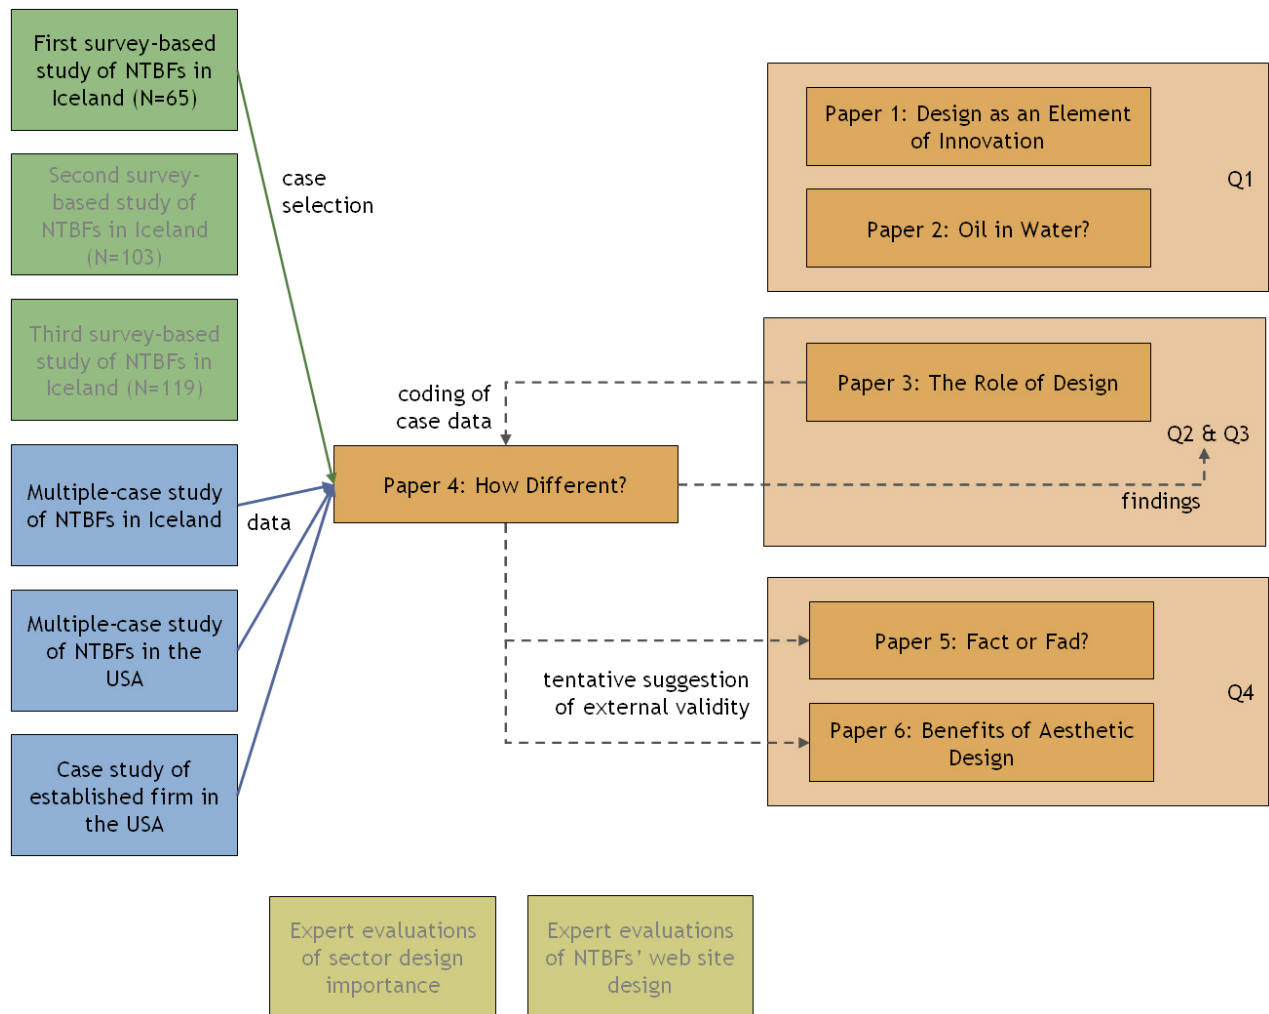 First survey-based
study of NTBFs in
Iceland (N=65)
Second survey-
based study of
NTBFs in Iceland
(N=103)
Third survey-based
study of NTBFs in
Iceland (N=119)
Multiple-case study
of NTBFs in Iceland
Multiple-case study
of NTBFs in the
USA
Case study of
established firm in
the USA
case
selection
data
coding of
case data
Paper 4: How Different?
tentative suggestion
of external validity
Paper 1: Design as an Element
of Innovation
Paper 2: Oil in Water?
Q1
Paper 3: The Role of Design
Q2 & Q3
findings
Paper 5: Fact or Fad?
Paper 6: Benefits of Aesthetic
Design
Q4
Expert evaluations
of sector design
importance
Expert evaluations
of NTBFs’ web site
design